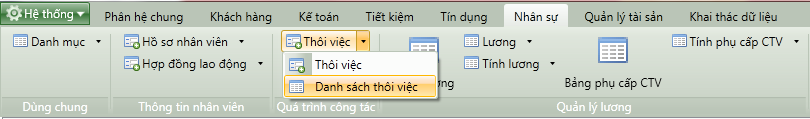 Hệ thống Phân hệ chung Khách hàng Kế toán Tiết kiệm Tín dụng Nhân sự Quản lý tài sản Khai thác dữ liệu
Danh mục Hồ sơ nhân viên Thôi việc Lương Tính phụ cấp CTV
Hợp đồng lao động Thôi việc Tính lương
Danh sách thôi việc Bảng phụ cấp CTV
Dùng chung Thông tin nhân viên Quá trình công tác Quản lý lương